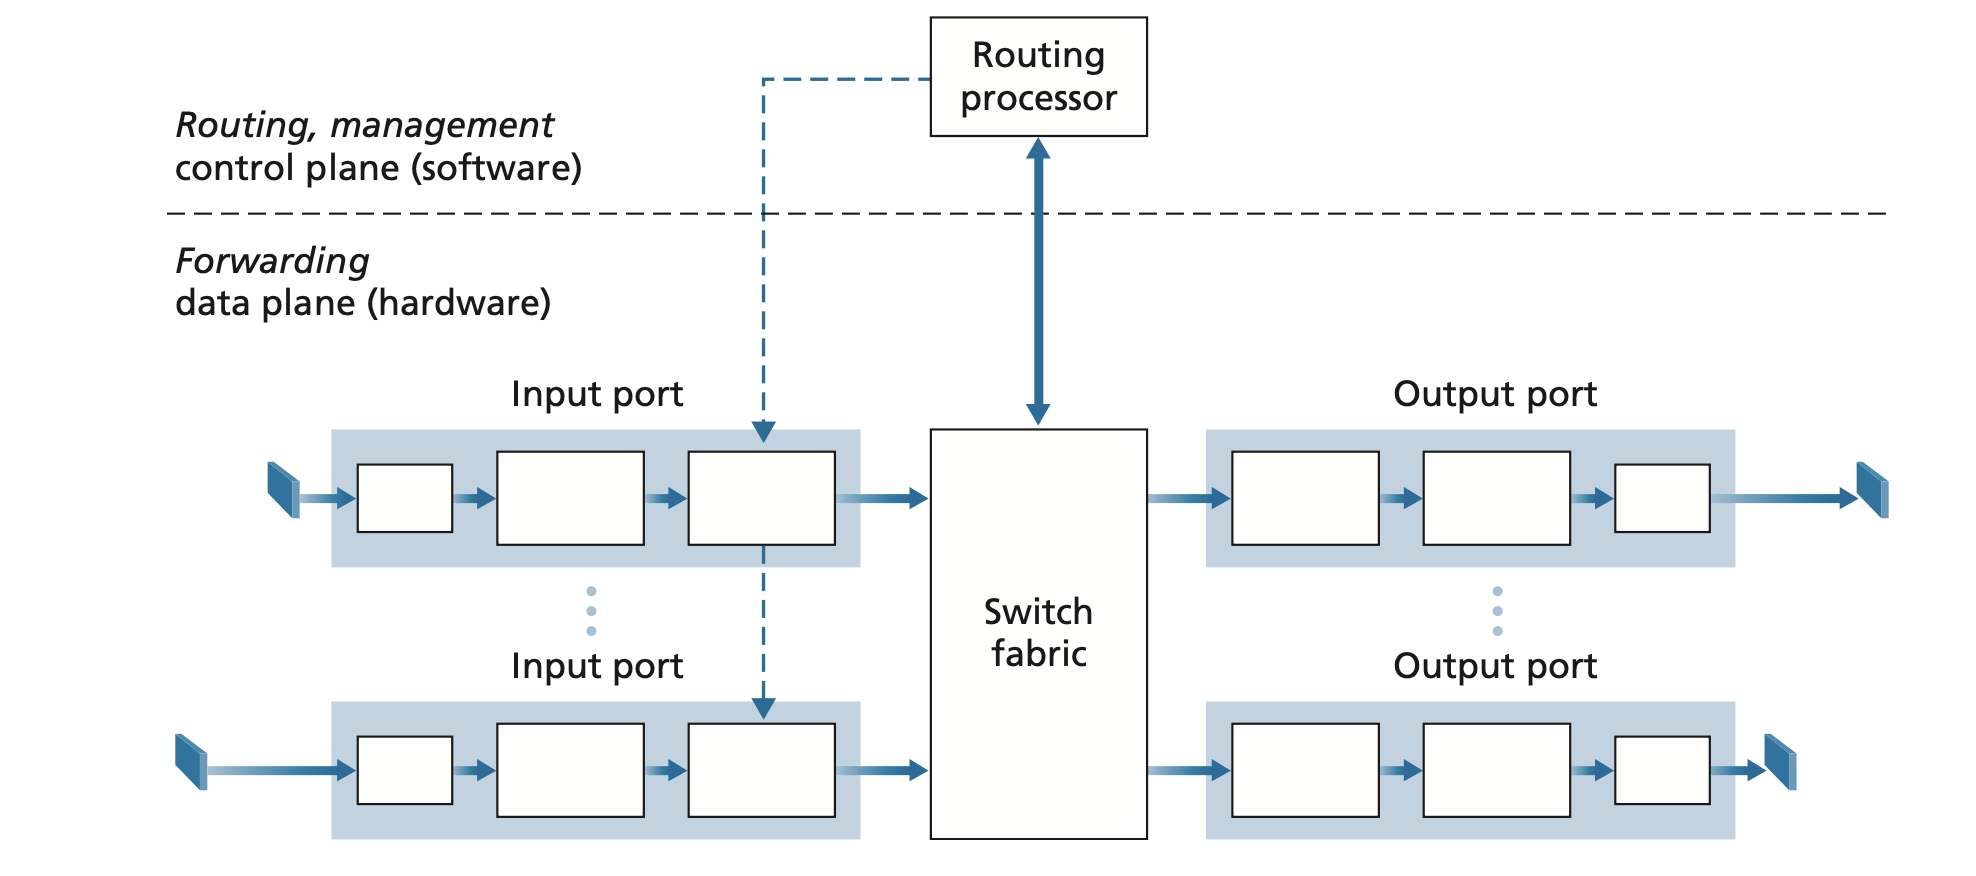 Routing
processor
Routing, management
control plane (software)
Forwarding
data plane (hardware)
Input port
Output port
Switch
fabric
Input port
Output port